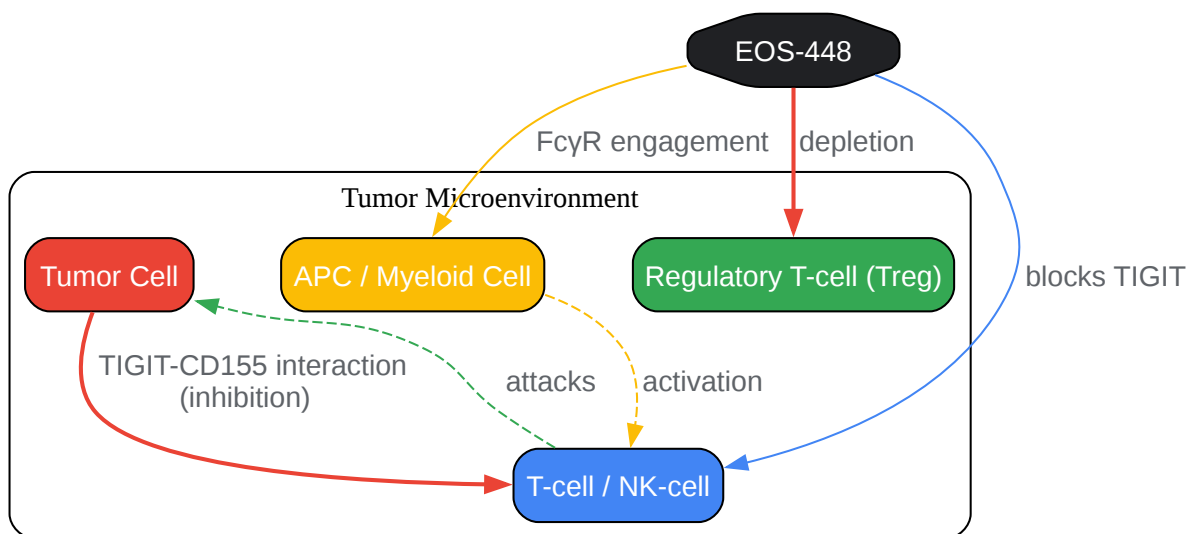 EOS-448
FcγR engagement
depletion
Tumor Microenvironment
Tumor Cell
APC / Myeloid Cell
Regulatory T-cell (Treg)
blocks TIGIT
TIGIT-CD155 interaction
(inhibition)
attacks
activation
T-cell / NK-cell